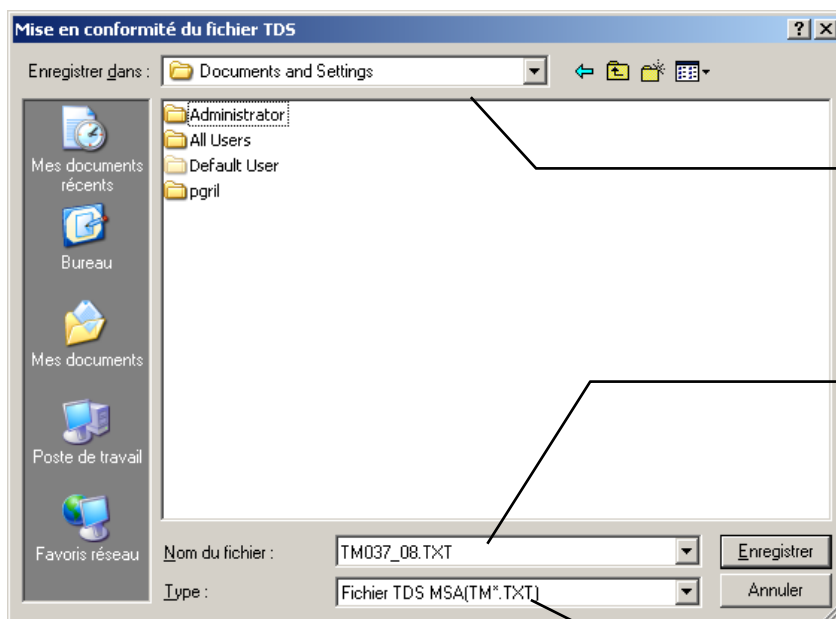 Mise en conformité du fichier TDS
Enregistrer dans :
Documents and Settings
Mes documents
récents
Bureau
Mes documents
Poste de travail
Favoris réseau
Administrator
All Users
Default User
pgril
Nom du fichier :
TM037_08.TXT
Enregistrer
Type :
Fichier TDS MSA(TM*.TXT)
Annuler